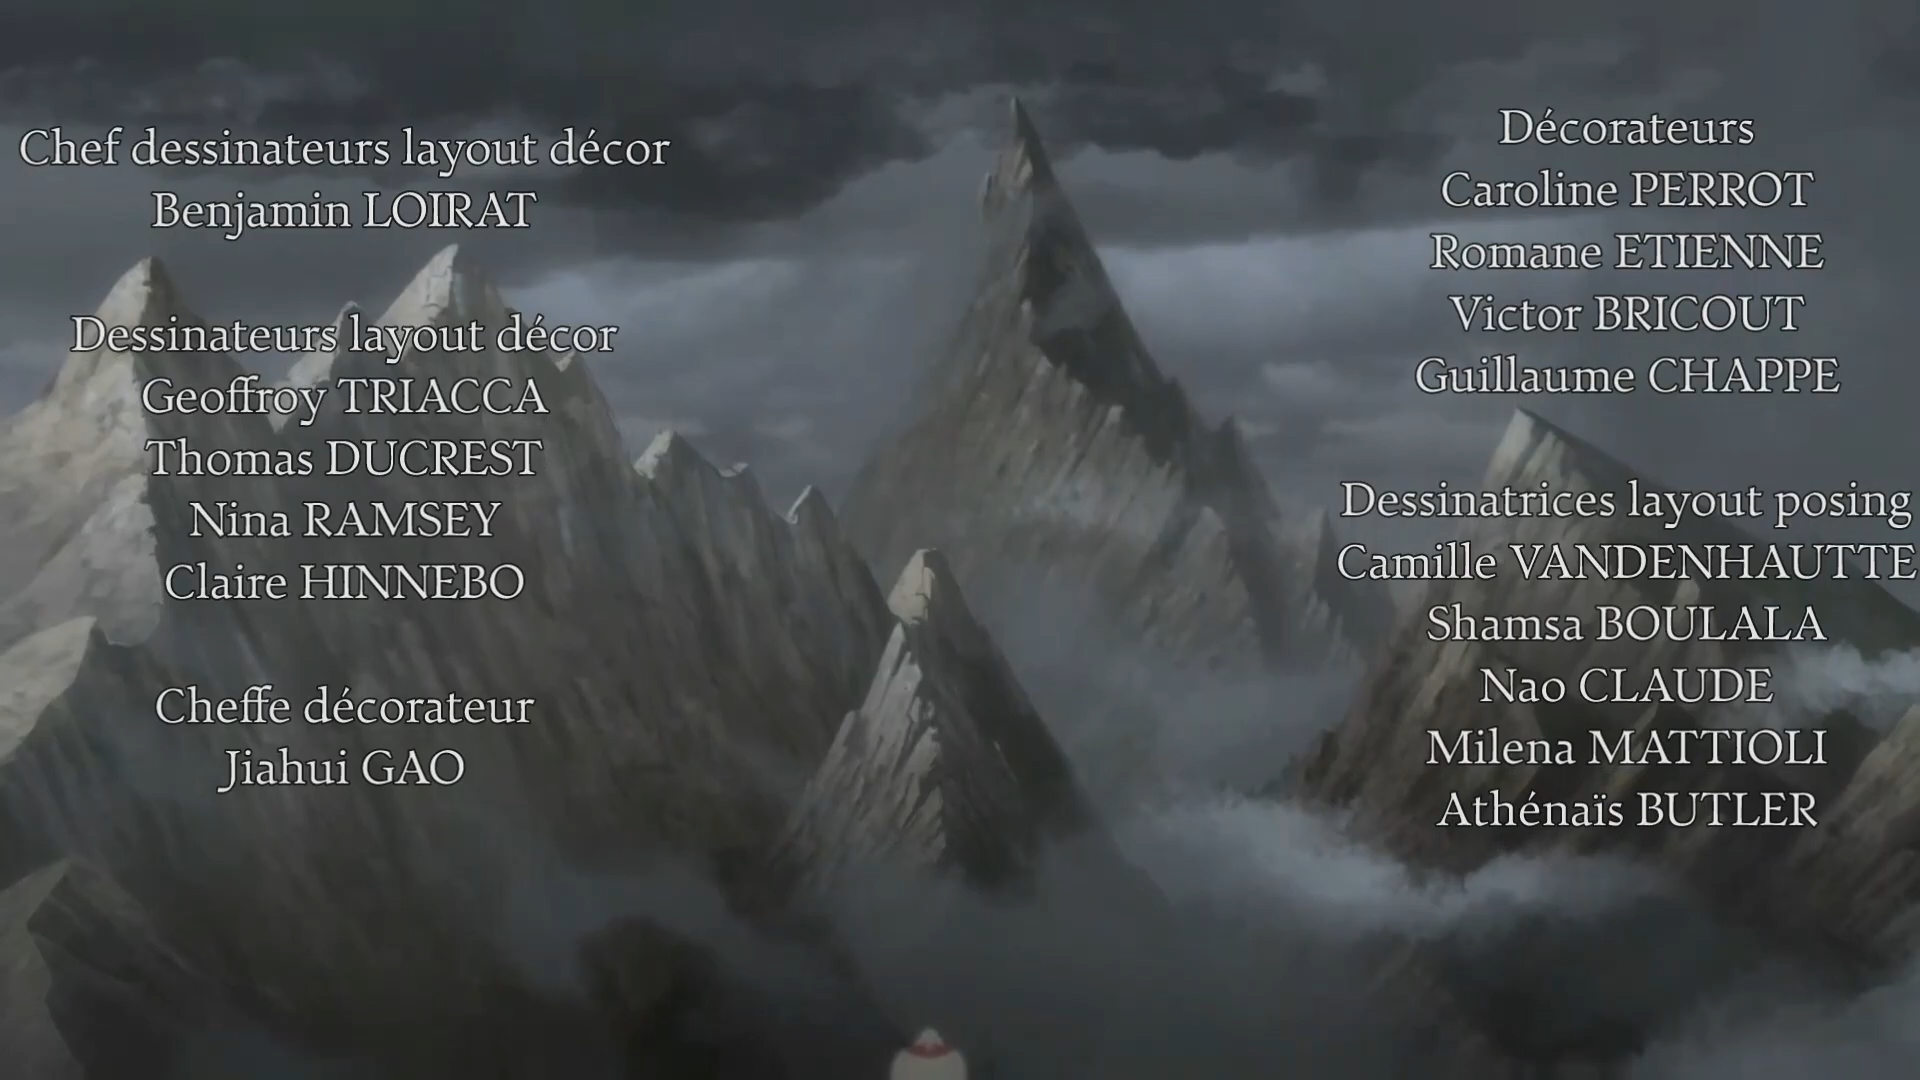 Chef dessinateurs layout décor
Benjamin LOIRAT
Dessinateurs layout décor
Geoffroy TRIACCA
Thomas DUCREST
Nina RAMSEY
Claire HINNEBO
Cheffe décorateur
Jiahui GAO
Décorateurs
Caroline PERROT
Romane ETIENNE
Victor BRICOUT
Guillaume CHAPPE
Dessinatrices layout posing
Camille VANDENHAUTTE
Shamsa BOULALA
Nao CLAUDE
Milena MATTIOLI
Athénaïs BUTLER